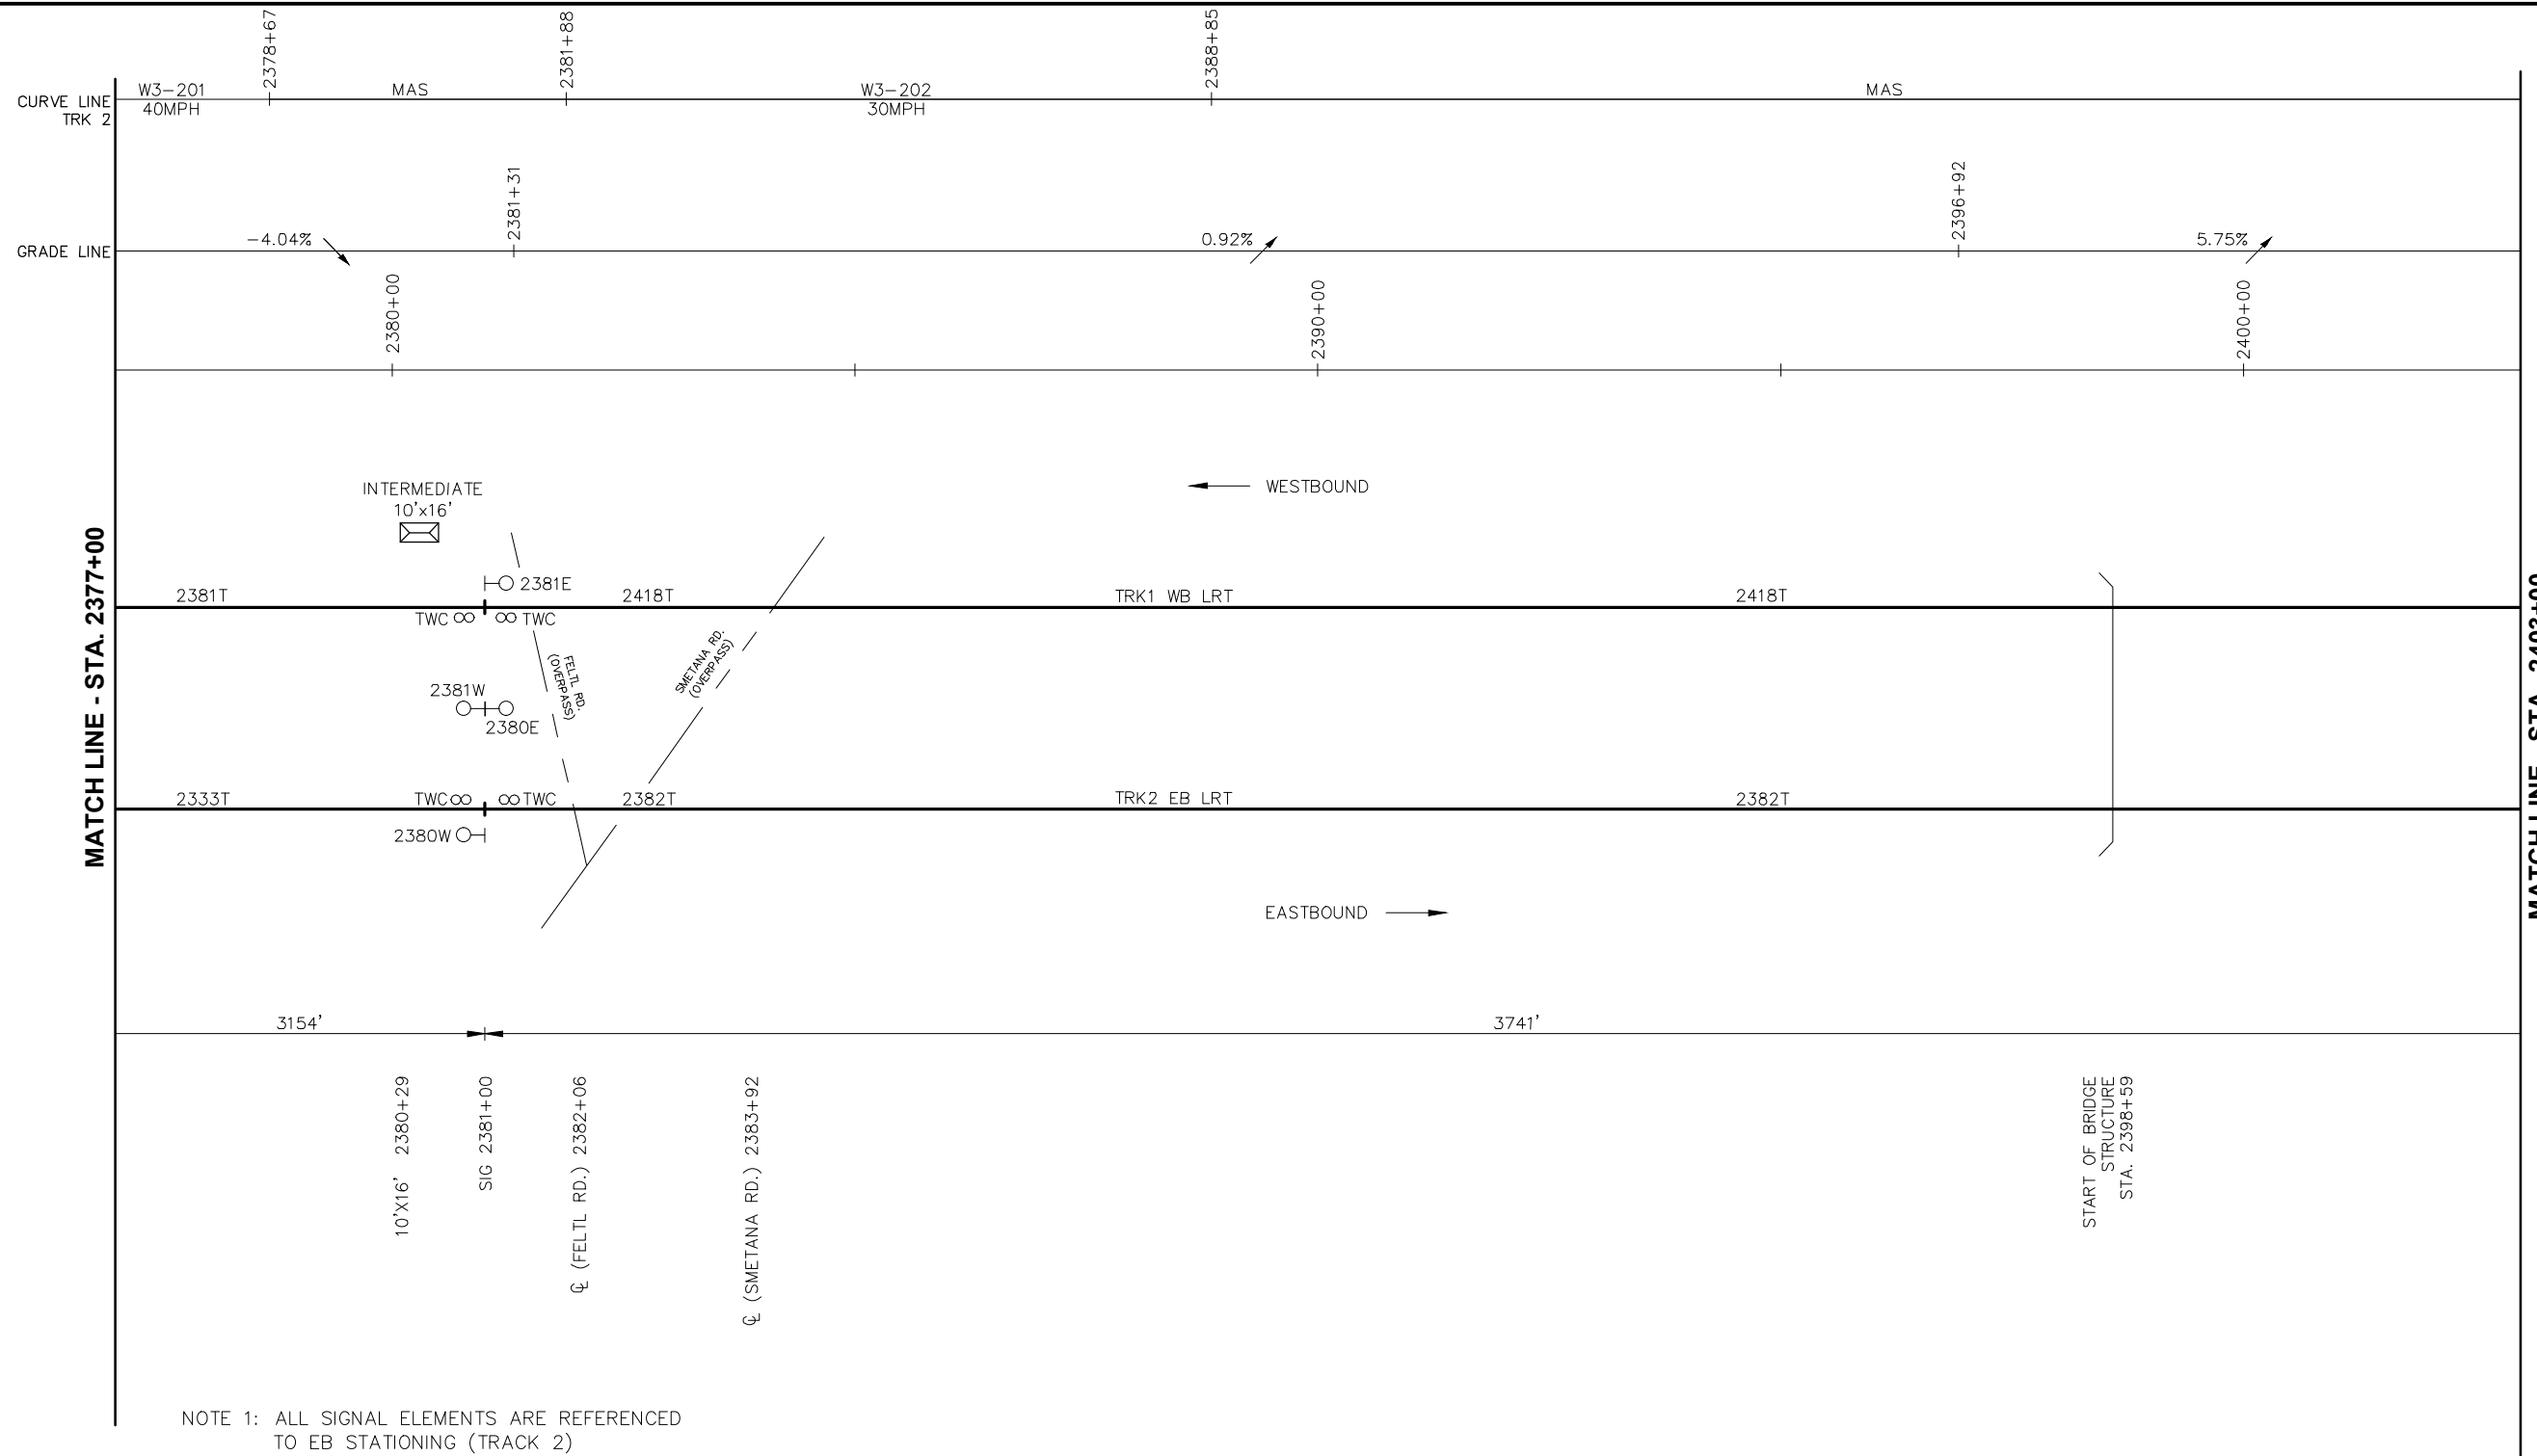 2378+67
2381+88
2388+85
CURVE LINE
TRK 2
W3-201
40MPH
MAS
W3-202
30MPH
MAS
2381+31
2396+92
GRADE LINE
-4.04%
0.92%
5.75%
2380+00
2390+00
2400+00
INTERMEDIATE
10'x16'
WESTBOUND
MATCH LINE - STA. 2377+00
MATCH LINE - STA. 2403+00
2381E
2381T
2418T
TRK1 WB LRT
2418T
TWC
TWC
FELTL RD.
(OVERPASS)
SMETANA RD.
(OVERPASS)
2381W
2380E
2333T
TWC
TWC
2382T
TRK2 EB LRT
2382T
2380W
EASTBOUND
3154'
3741'
10'X16' 2380+29
SIG 2381+00
℄ (FELTL RD.) 2382+06
℄ (SMETANA RD.) 2383+92
START OF BRIDGE
STRUCTURE
STA. 2398+59
NOTE 1: ALL SIGNAL ELEMENTS ARE REFERENCED
TO EB STATIONING (TRACK 2)